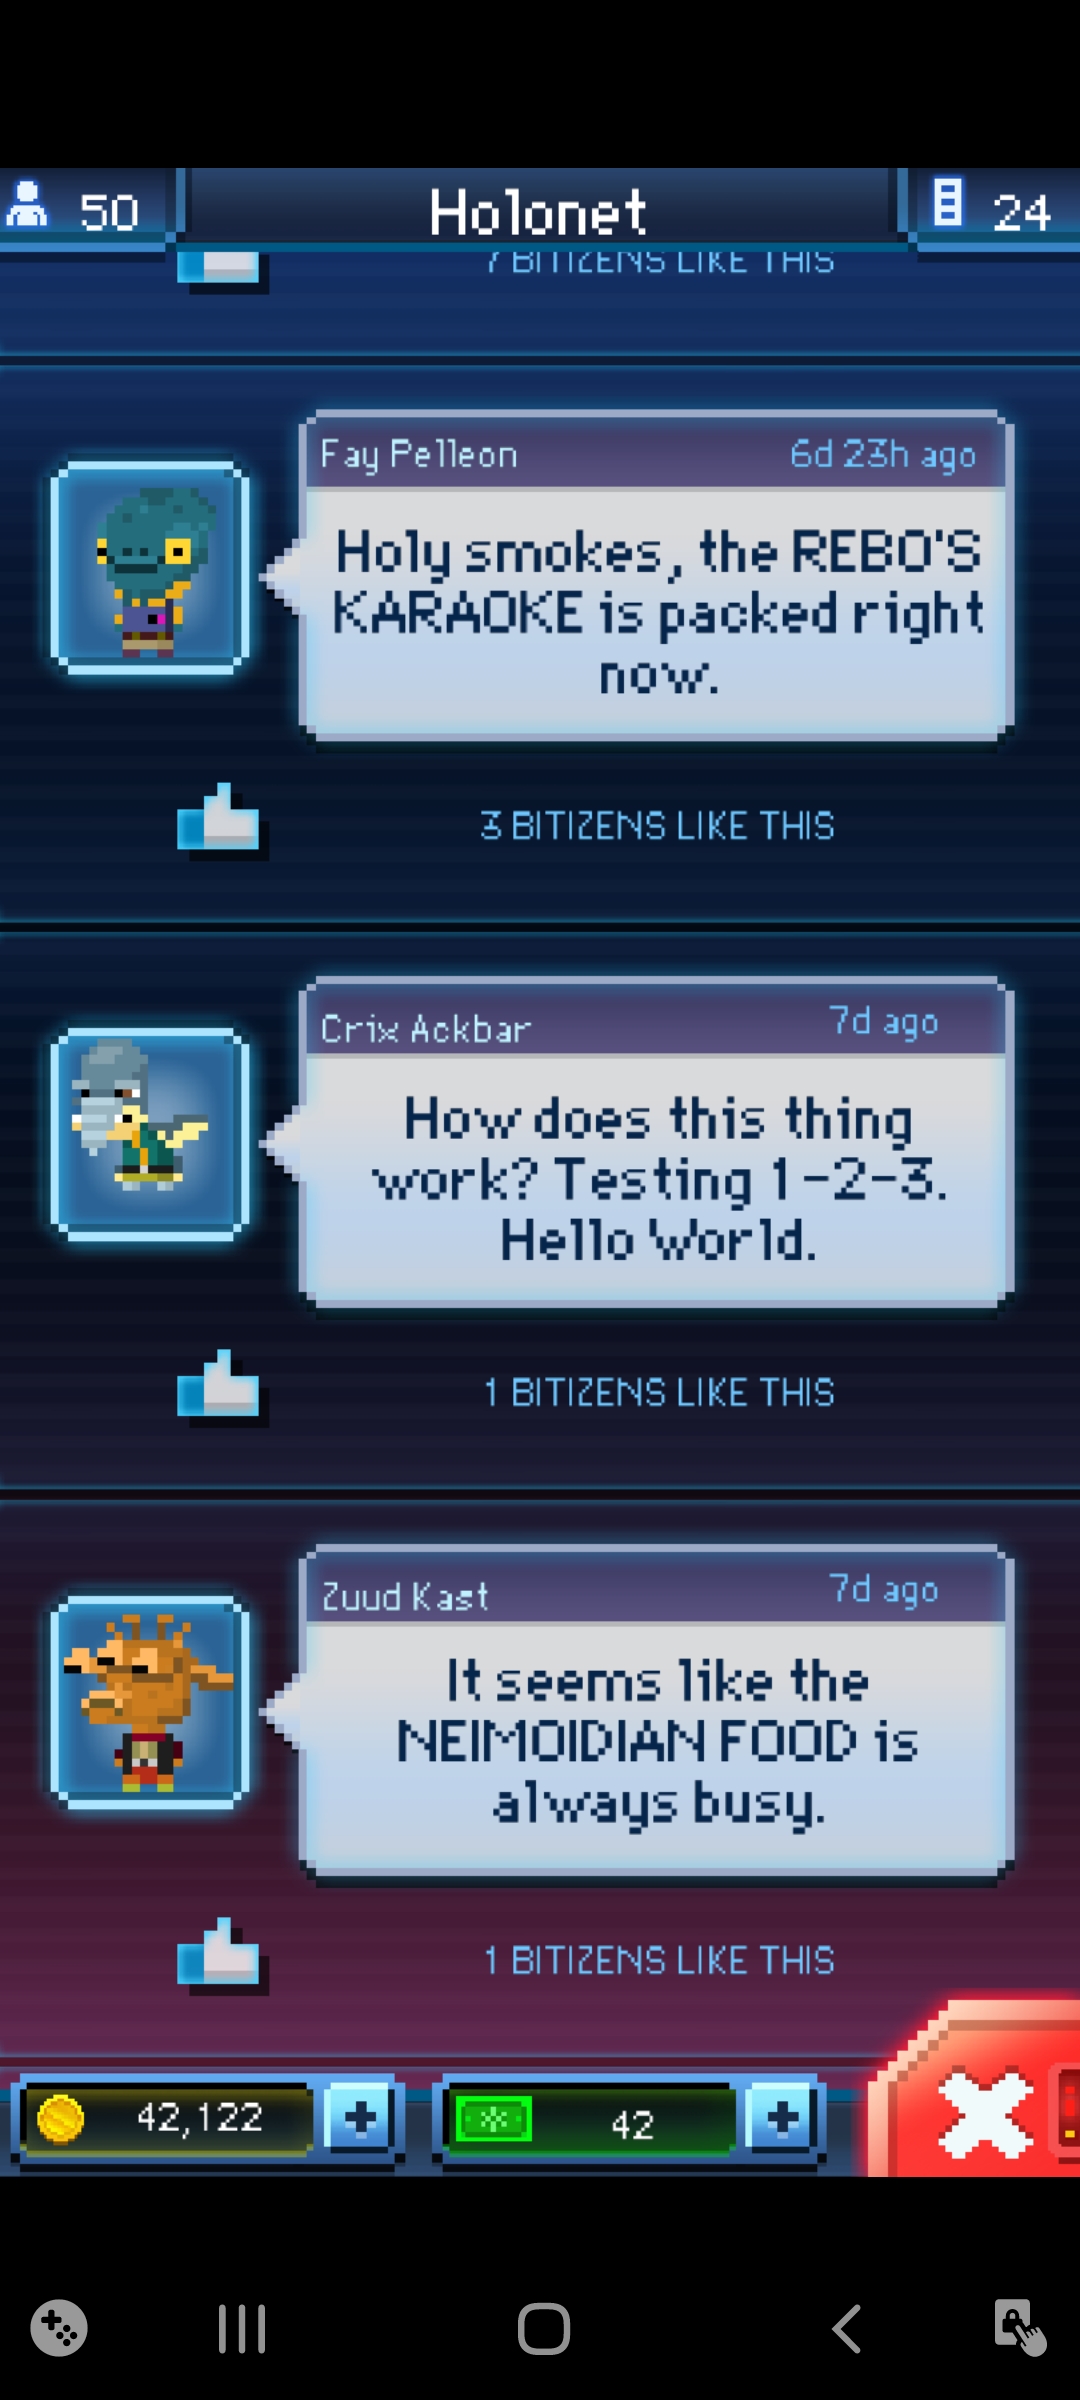 50
Holonet
24
7 BITIZENS LIKE THIS
Fay Pelleon
6d 23h ago
Holy smokes, the REBO'S
KARAOKE is packed right
now.
3 BITIZENS LIKE THIS
Crix Ackbar
7d ago
How does this thing
work? Testing 1-2-3.
Hello World.
1 BITIZENS LIKE THIS
Zuud Kast
7d ago
It seems like the
NEIMOIDIAN FOOD is
always busy.
1 BITIZENS LIKE THIS
42,122
42